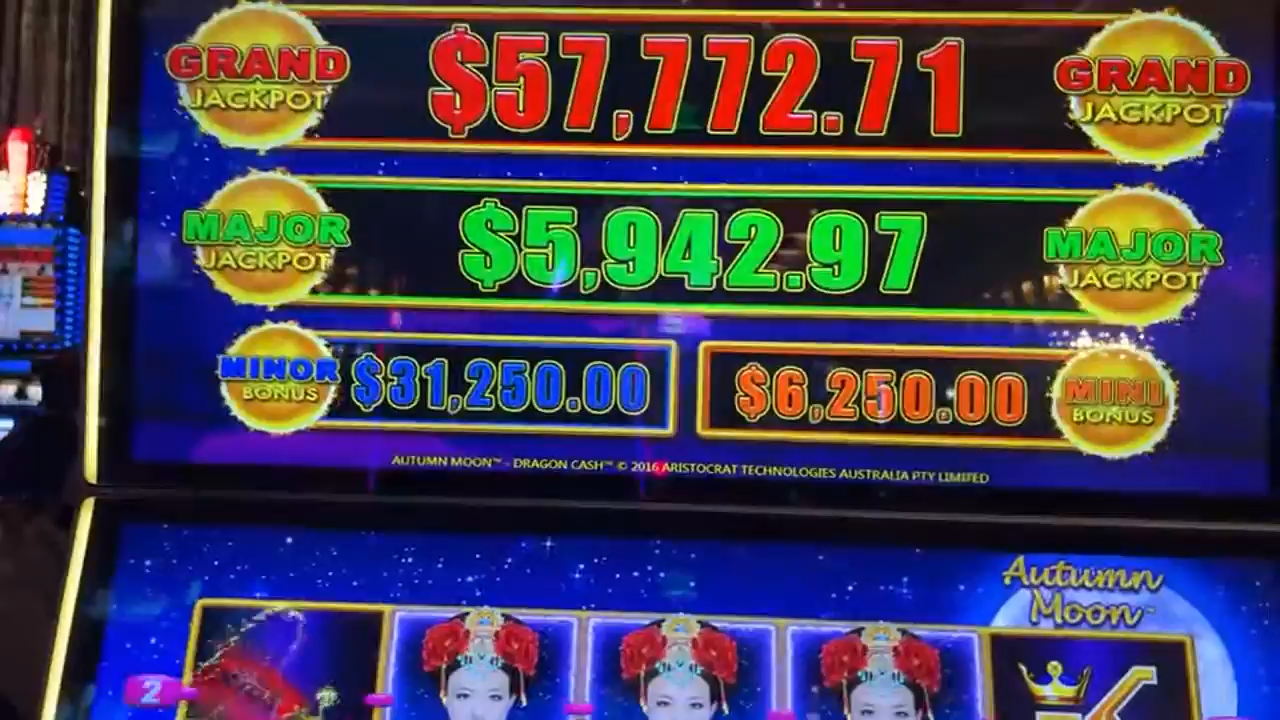 GRAND JACKPOT
$57,772.71
GRAND JACKPOT
MAJOR JACKPOT
$5,942.97
MAJOR JACKPOT
MINOR BONUS
$31,250.00
$6,250.00
MINI BONUS
AUTUMN MOON™ - DRAGON CASH™ © 2016 ARISTOCRAT TECHNOLOGIES AUSTRALIA PTY LIMITED
Autumn
Moon™
2